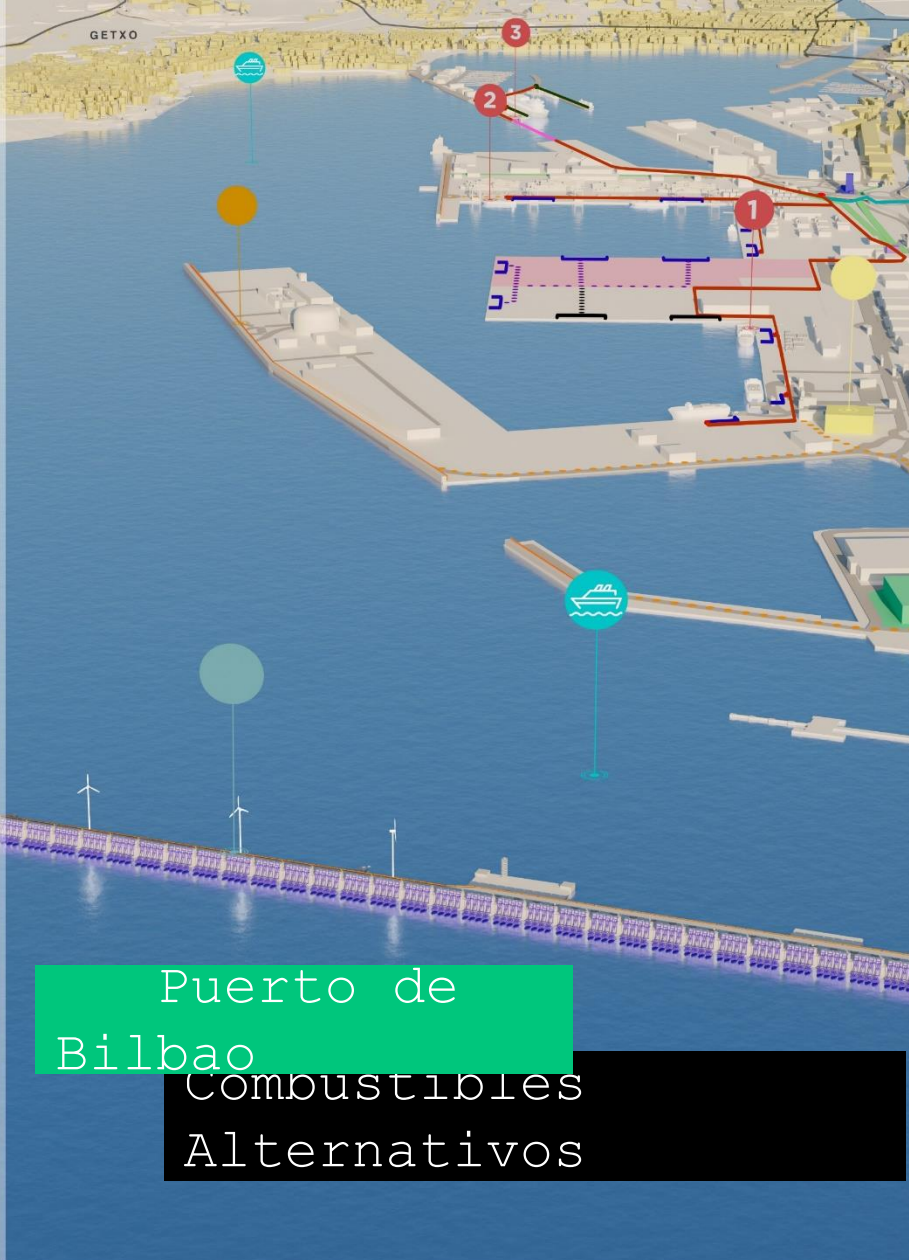 GETXO
3
2
1
Puerto de
Bilbao
Combustibles
Alternativos